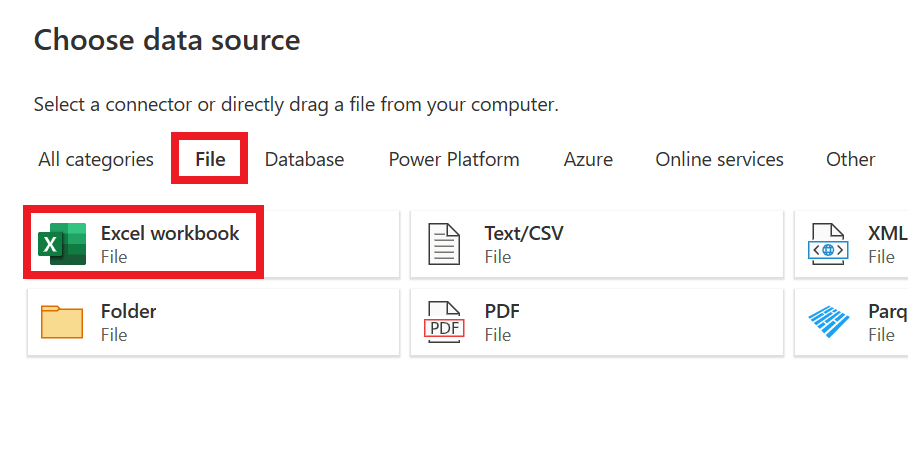 Choose data source
Select a connector or directly drag a file from your computer.
All categories File Database Power Platform Azure Online services Other
X Excel workbook
File
Text/CSV
File
XML
File
Folder
File
PDF PDF
File
Parq
File